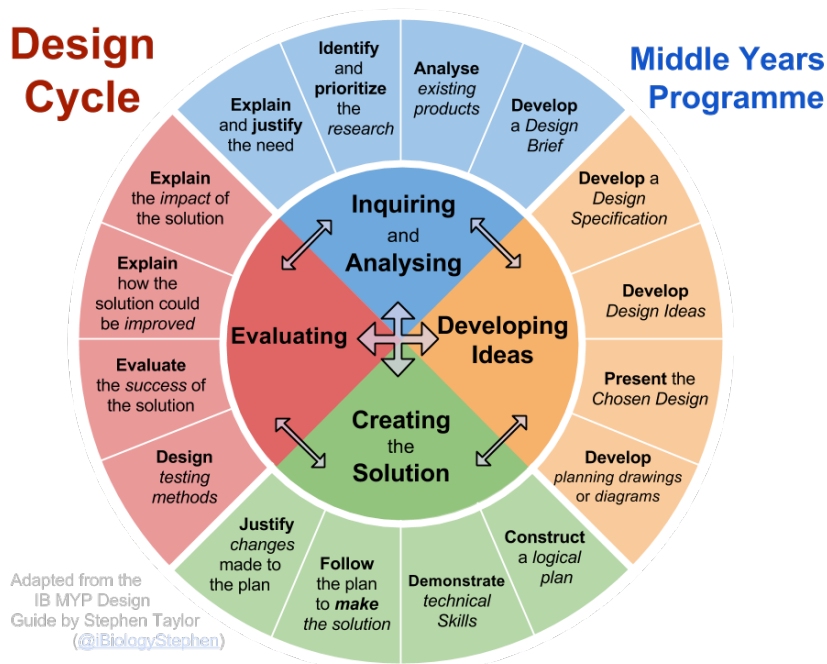 Design
Cycle
Middle Years
Programme
Explain
and justify
the need
Identify
and
prioritize
the
research
Analyse
existing
products
Develop
a Design
Brief
Develop a
Design
Specification
Develop
Design Ideas
Present the
Chosen Design
Develop
planning drawings
or diagrams
Construct
a logical
plan
Demonstrate
technical
Skills
Follow
the plan
to make
the solution
Justify
changes
made to
the plan
Design
testing
methods
Evaluate
the success of
the solution
Explain
how the
solution could
be improved
Explain
the impact of
the solution
Inquiring
and
Analysing
Developing
Ideas
Creating
the
Solution
Evaluating
Adapted from the
IB MYP Design
Guide by Stephen Taylor
(@iBiologyStephen)